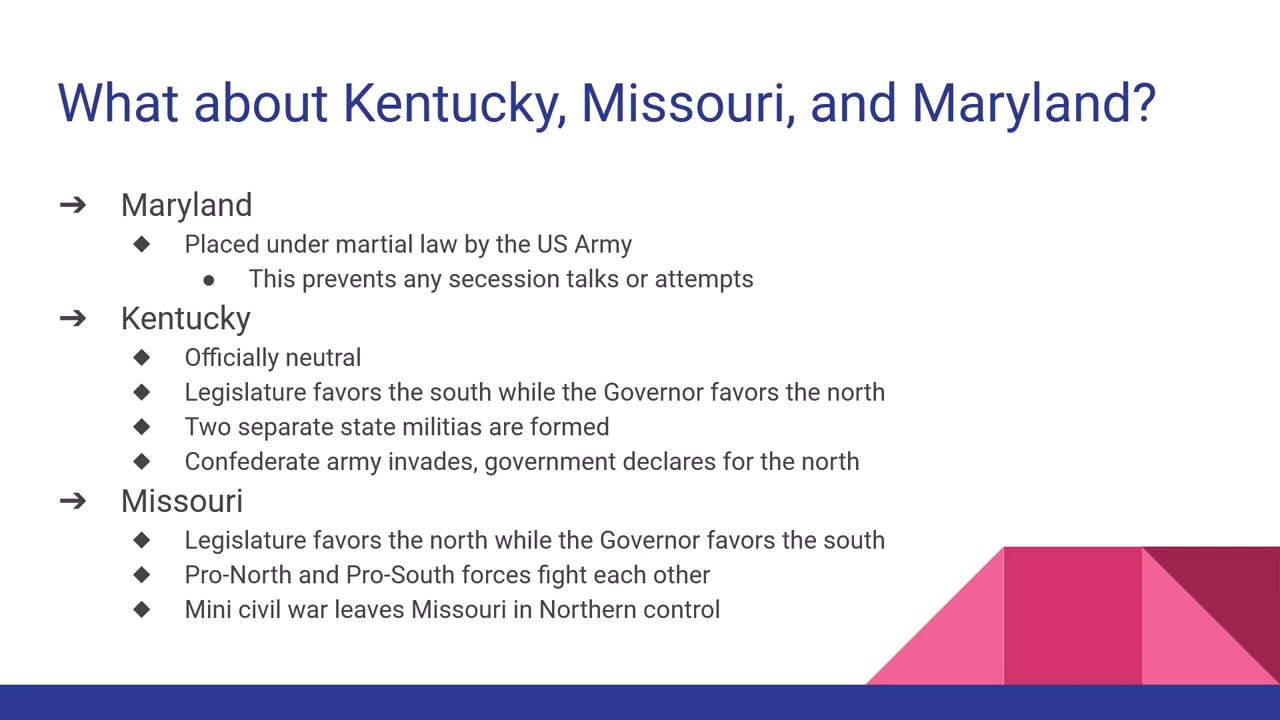 What about Kentucky, Missouri, and Maryland?
➔ Maryland
◆ Placed under martial law by the US Army
● This prevents any secession talks or attempts
➔ Kentucky
◆ Officially neutral
◆ Legislature favors the south while the Governor favors the north
◆ Two separate state militias are formed
◆ Confederate army invades, government declares for the north
➔ Missouri
◆ Legislature favors the north while the Governor favors the south
◆ Pro-North and Pro-South forces fight each other
◆ Mini civil war leaves Missouri in Northern control